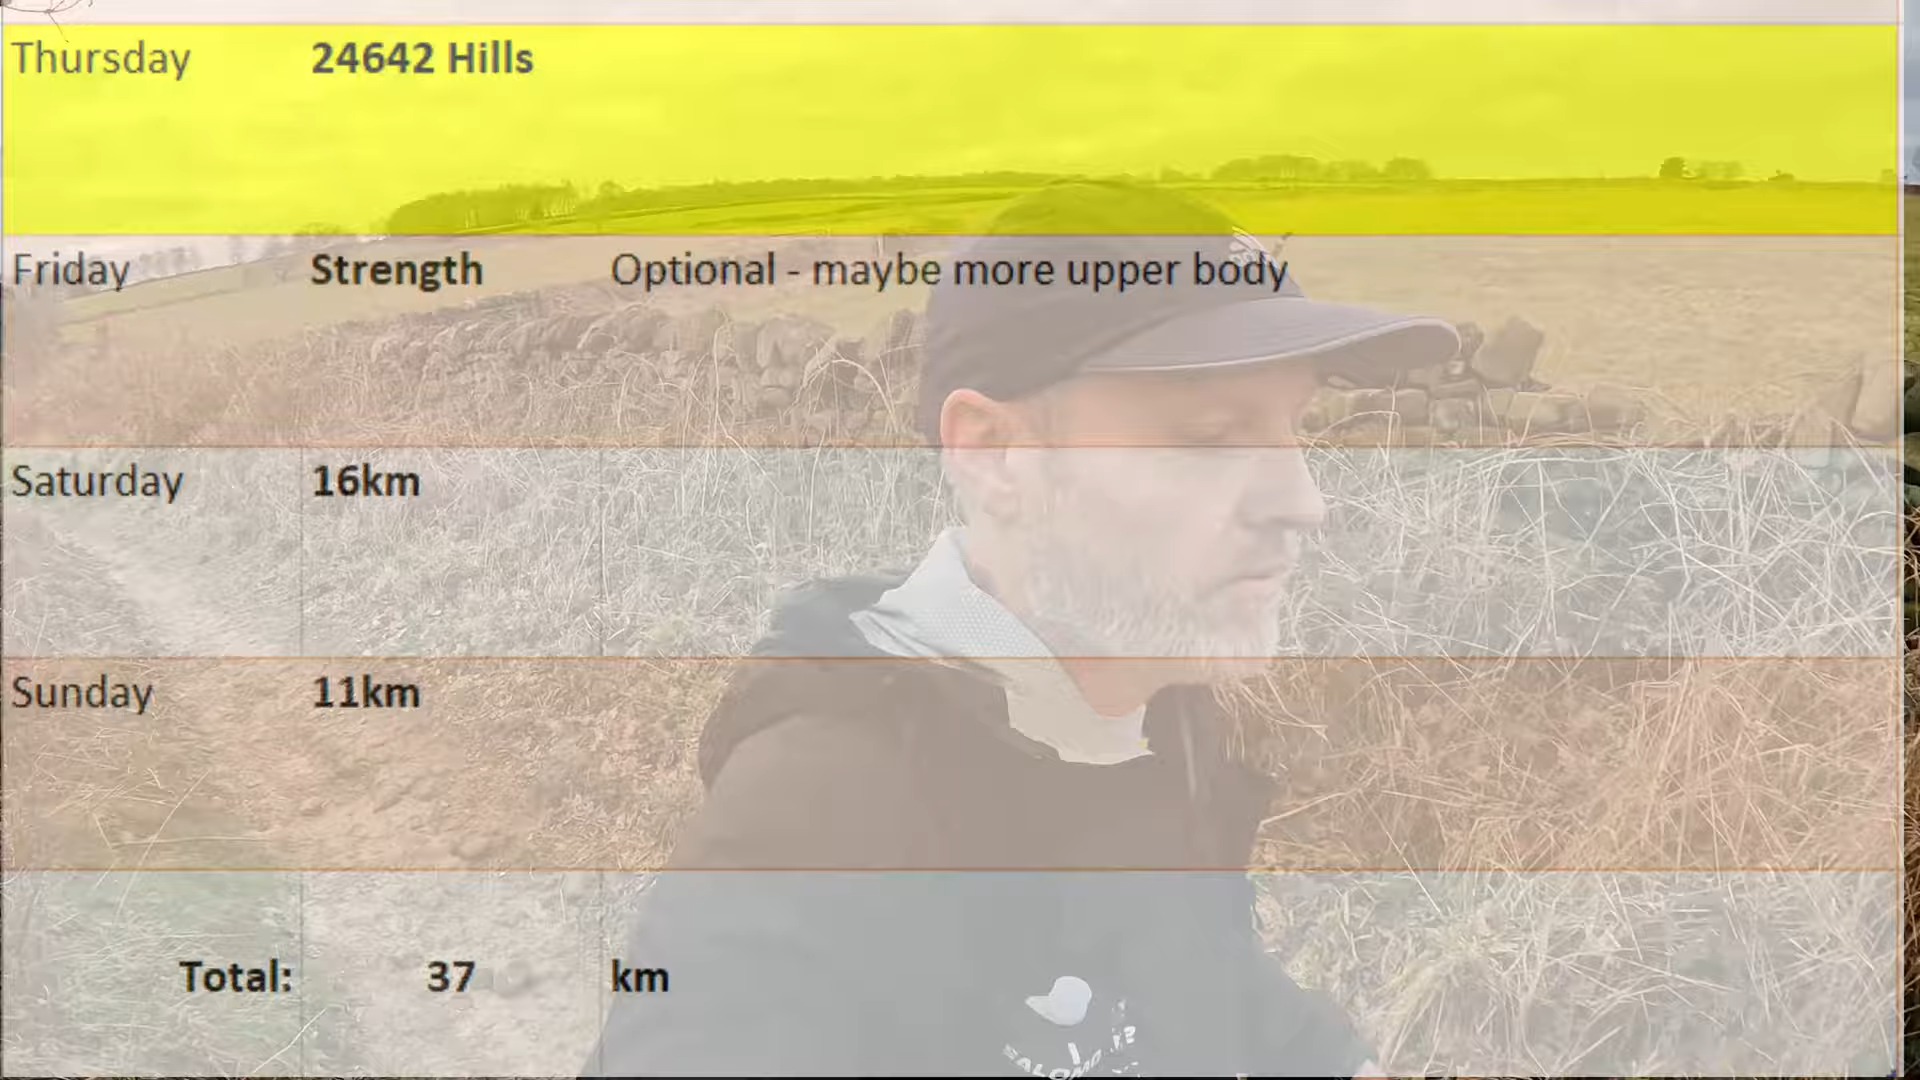 Thursday 24642 Hills
Friday Strength Optional - maybe more upper body
Saturday 16km
Sunday 11km
Total: 37 km